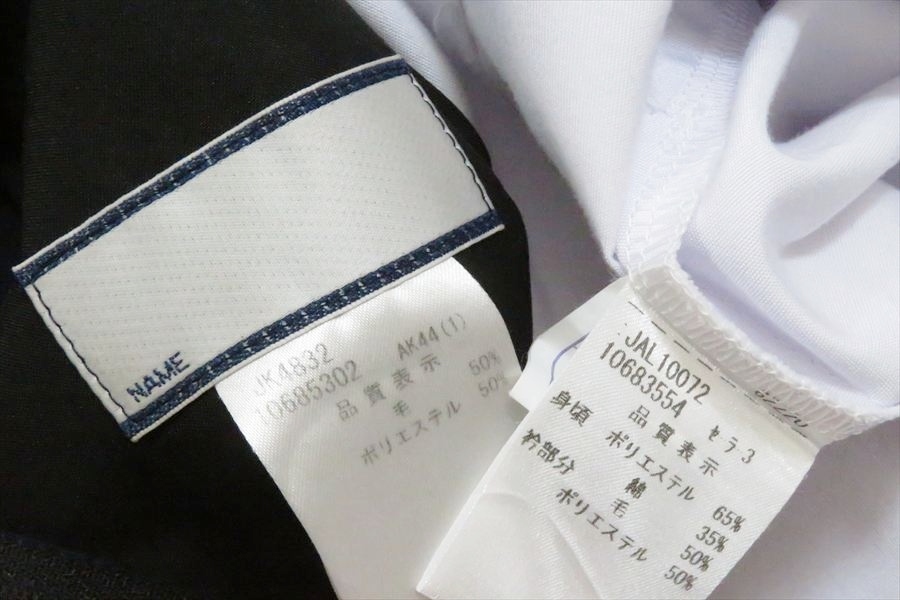 NAME
JK4832
10685302 AK44(1)
品質表示
毛 50%
ポリエステル 50%
JAL10072
10683554 セラ3
品質表示
身頃 ポリエステル 65%
綿 35%
衿部分 毛 50%
ポリエステル 50%